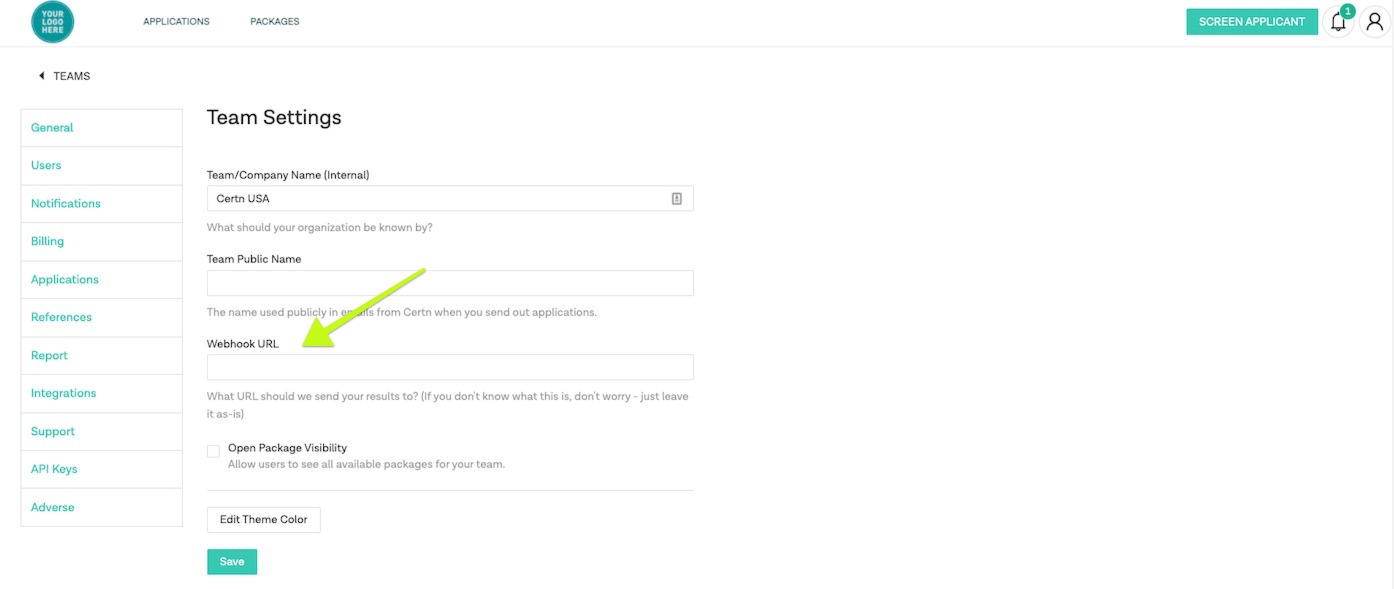 YOUR
LOGO
HERE
APPLICATIONS
PACKAGES
SCREEN APPLICANT
1
TEAMS
General
Users
Notifications
Billing
Applications
References
Report
Integrations
Support
API Keys
Adverse
Team Settings
Team/Company Name (Internal)
Certn USA
What should your organization be known by?
Team Public Name
The name used publicly in emails from Certn when you send out applications.
Webhook URL
What URL should we send your results to? (If you don't know what this is, don't worry - just leave
it as-is)
Open Package Visibility
Allow users to see all available packages for your team.
Edit Theme Color
Save